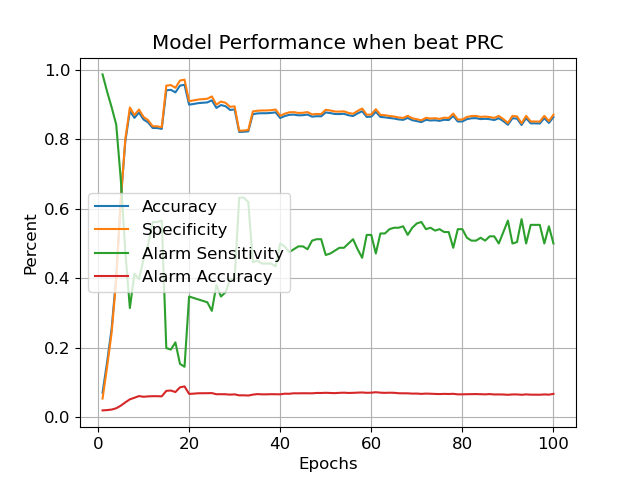 Model Performance when beat PRC
1.0
0.8
0.6
0.4
0.2
0.0
Percent
Accuracy
Specificity
Alarm Sensitivity
Alarm Accuracy
0 20 40 60 80 100
Epochs